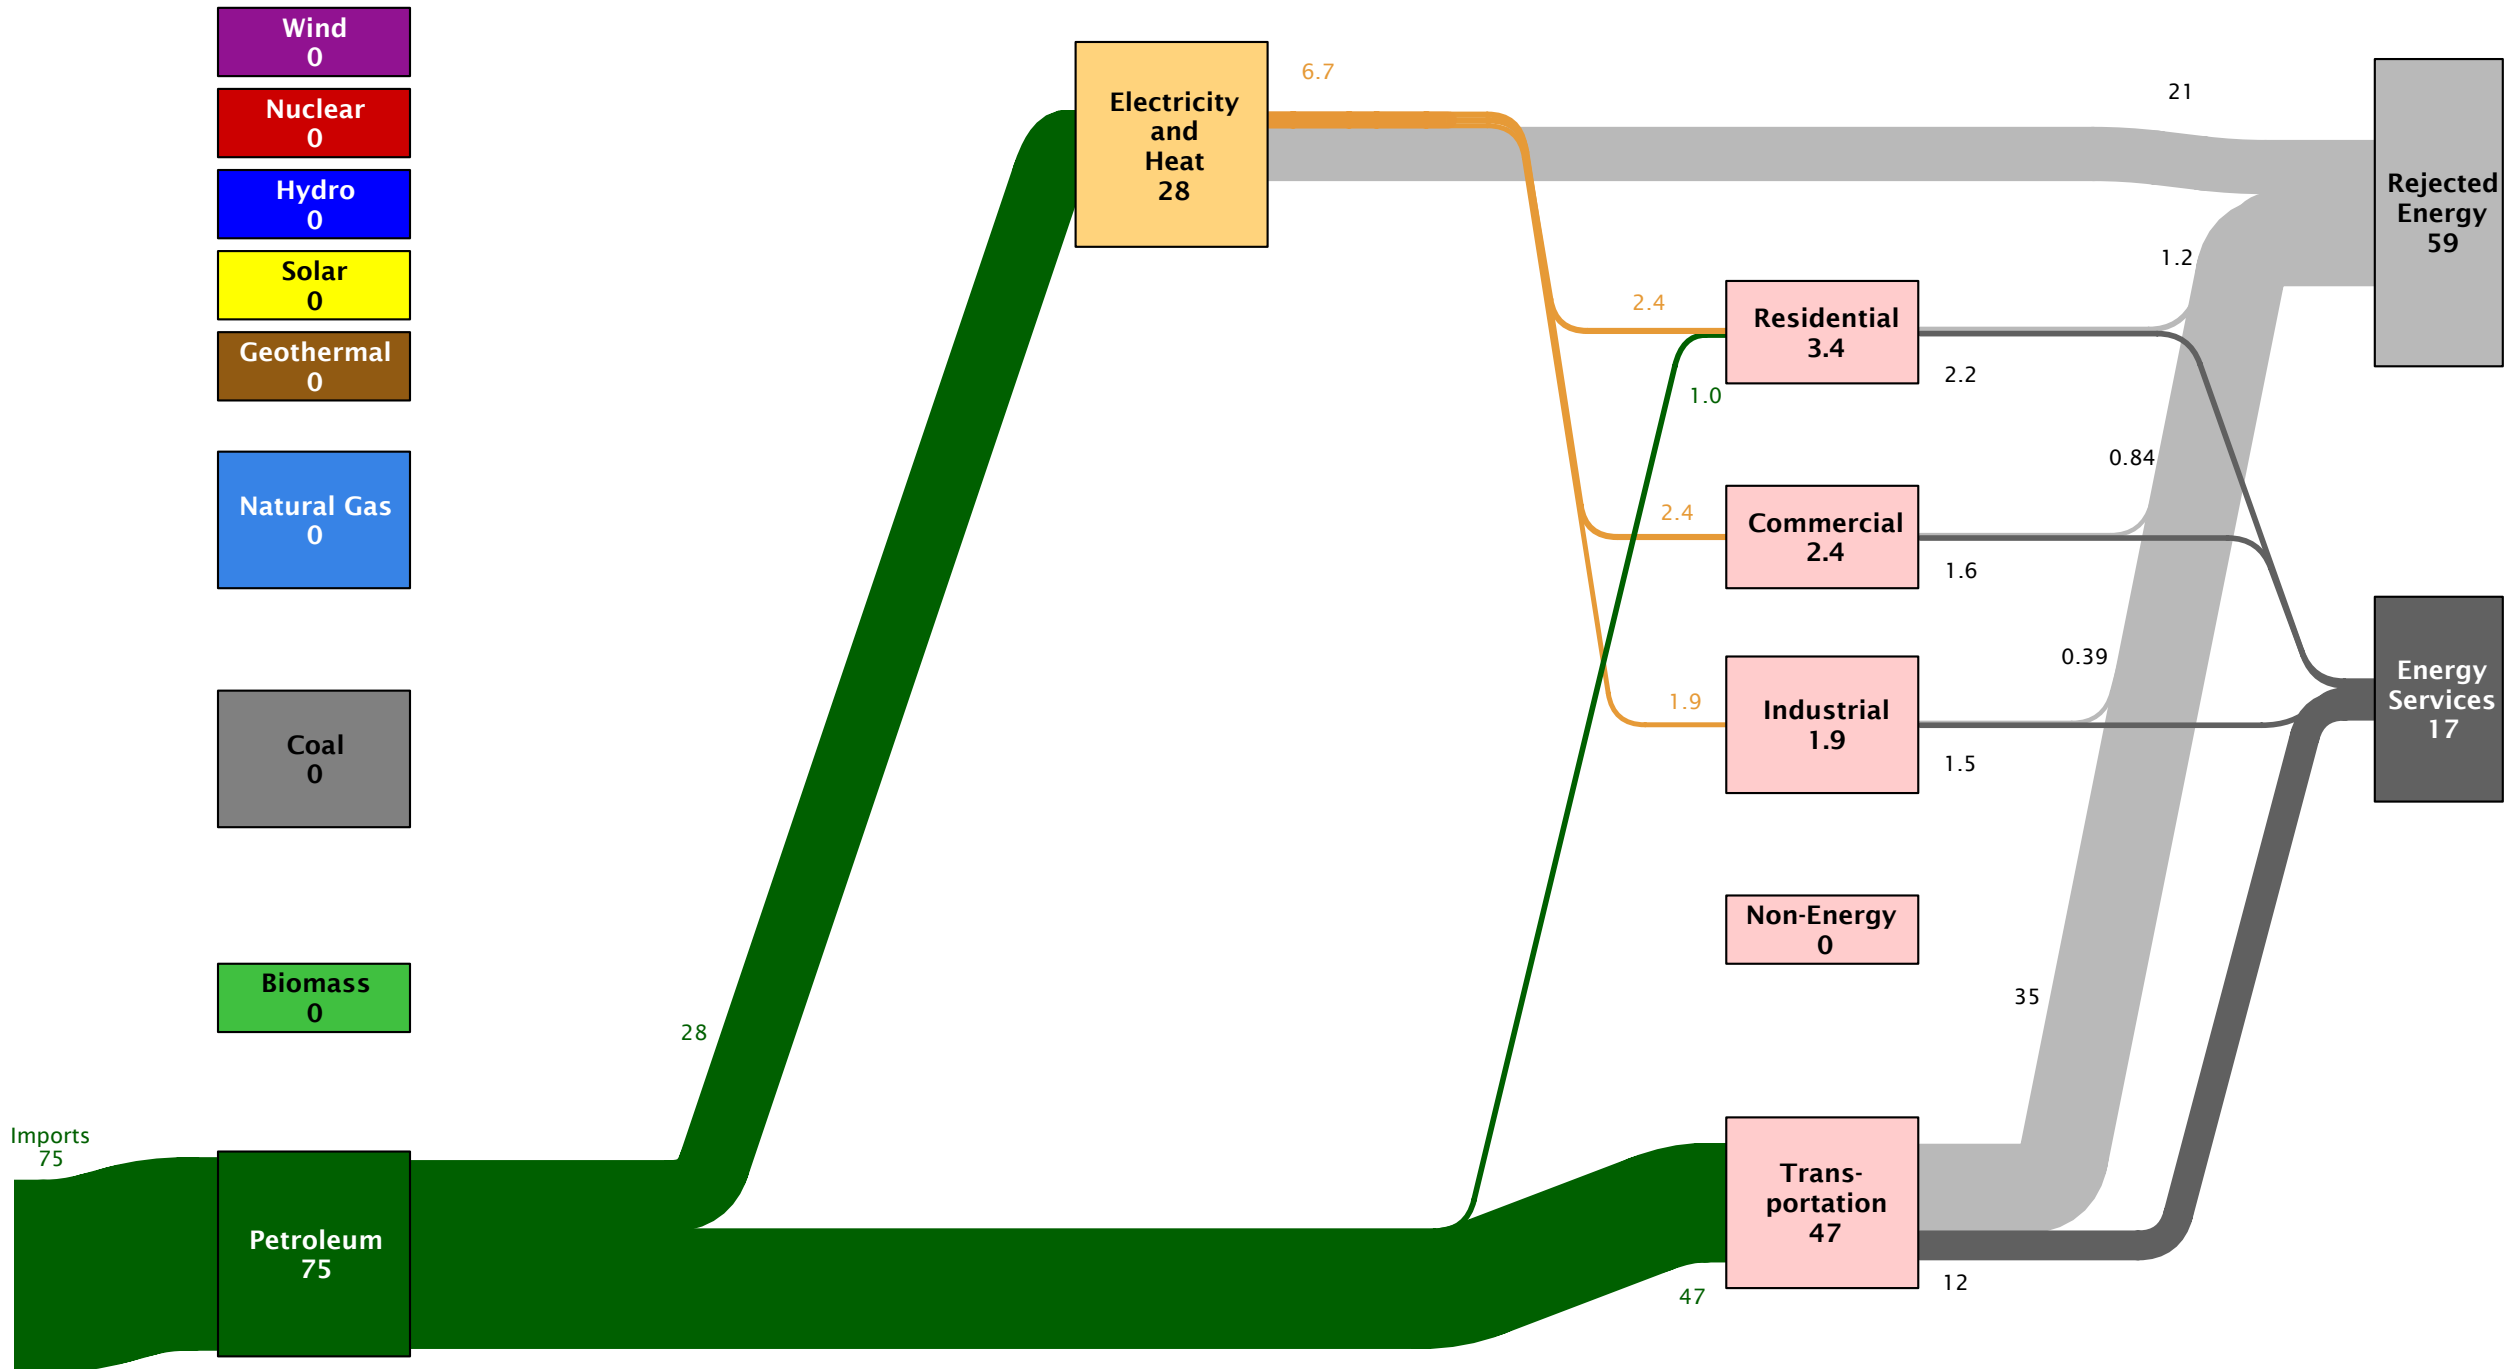 Wind
0
Nuclear
0
Hydro
0
Solar
0
Geothermal
0
Natural Gas
0
Coal
0
Biomass
0
Imports
75
Petroleum
75
28
Electricity
and
Heat
28
6.7
2.4
1.0
2.4
1.9
47
Residential
3.4
Commercial
2.4
Industrial
1.9
Non-Energy
0
Trans-
portation
47
21
1.2
2.2
0.84
1.6
0.39
1.5
35
12
Rejected
Energy
59
Energy
Services
17